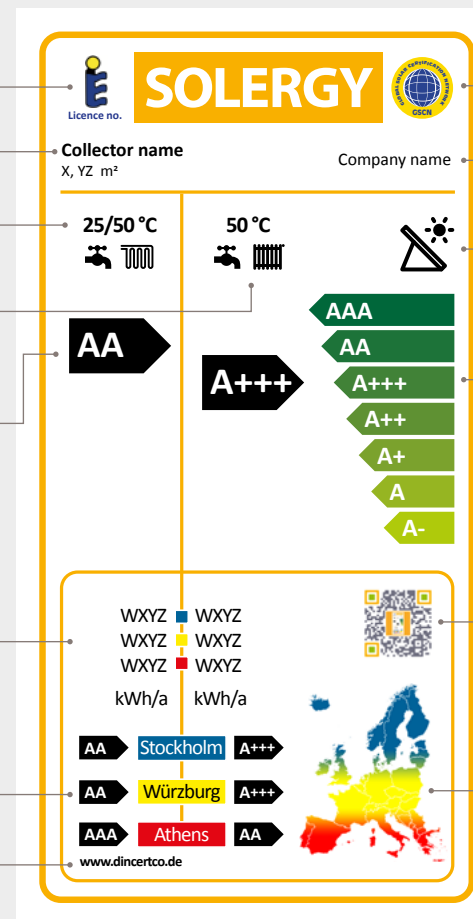 SOLERGY
Licence no.
GLOBAL SOLAR CERTIFICATION NETWORK
GSCN
Collector name
X, YZ m²
Company name
25/50 °C
50 °C
AAA
AA
A+++
A++
A+
A
A-
AA
A+++
WXYZ WXYZ
WXYZ WXYZ
WXYZ WXYZ
kWh/a kWh/a
AA Stockholm A+++
AA Würzburg A+++
AAA Athens AA
www.dincertco.de